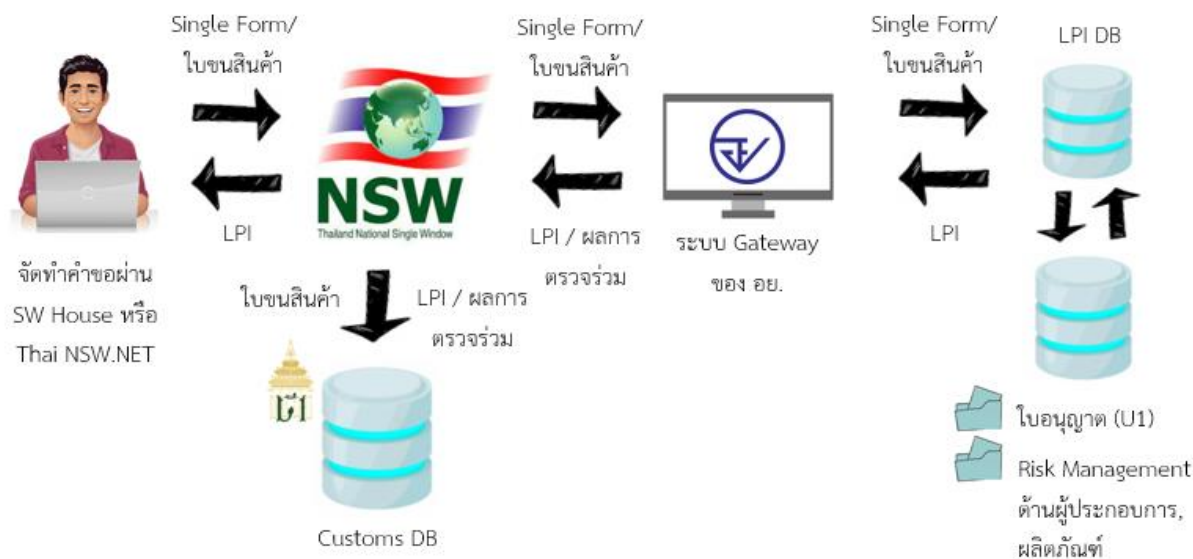 Single Form/
ใบขนสินค้า
Single Form/
ใบขนสินค้า
Single Form/
ใบขนสินค้า
LPI DB
NSW
Thailand National Single Window
LPI
LPI / ผลการ
ตรวจร่วม
ระบบ Gateway
ของ อย.
LPI
จัดทำคำขอผ่าน
SW House หรือ
Thai NSW.NET
ใบขนสินค้า
LPI / ผลการ
ตรวจร่วม
Customs DB
ใบอนุญาต (U1)
Risk Management
ด้านผู้ประกอบการ,
ผลิตภัณฑ์